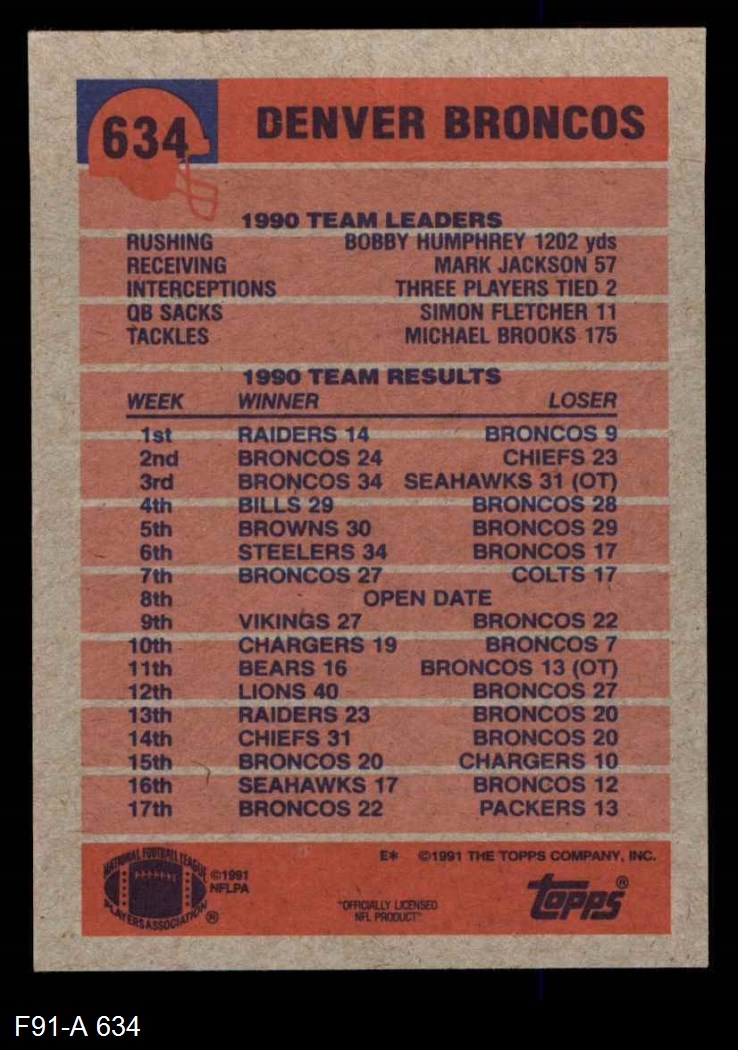 634 DENVER BRONCOS
1990 TEAM LEADERS
RUSHING BOBBY HUMPHREY 1202 yds
RECEIVING MARK JACKSON 57
INTERCEPTIONS THREE PLAYERS TIED 2
QB SACKS SIMON FLETCHER 11
TACKLES MICHAEL BROOKS 175
1990 TEAM RESULTS
WEEK WINNER LOSER
1st RAIDERS 14 BRONCOS 9
2nd BRONCOS 24 CHIEFS 23
3rd BRONCOS 34 SEAHAWKS 31 (OT)
4th BILLS 29 BRONCOS 28
5th BROWNS 30 BRONCOS 29
6th STEELERS 34 BRONCOS 17
7th BRONCOS 27 COLTS 17
8th OPEN DATE
9th VIKINGS 27 BRONCOS 22
10th CHARGERS 19 BRONCOS 7
11th BEARS 16 BRONCOS 13 (OT)
12th LIONS 40 BRONCOS 27
13th RAIDERS 23 BRONCOS 20
14th CHIEFS 31 BRONCOS 20
15th BRONCOS 20 CHARGERS 10
16th SEAHAWKS 17 BRONCOS 12
17th BRONCOS 22 PACKERS 13
E* ©1991 THE TOPPS COMPANY, INC.
NATIONAL FOOTBALL LEAGUE
PLAYERS ASSOCIATION ®
©1991
NFLPA
"OFFICIALLY LICENSED
NFL PRODUCT"
topps®
F91-A 634